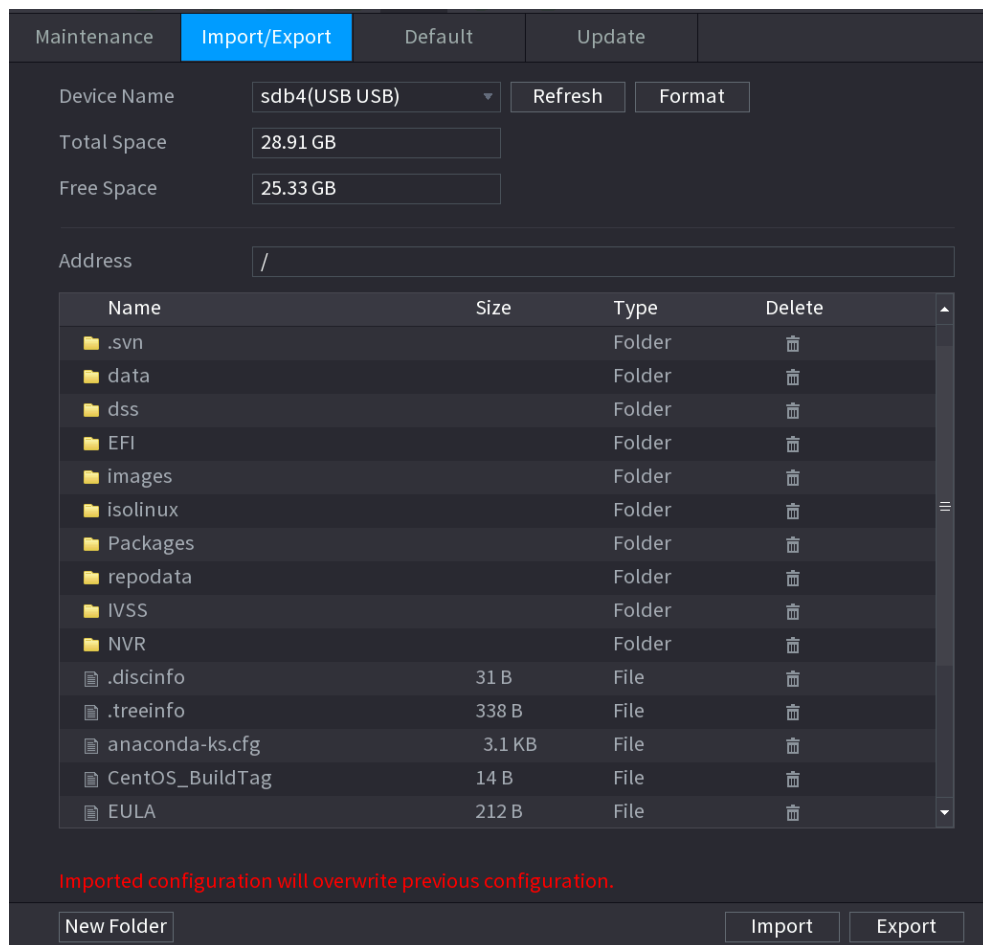 Maintenance Import/Export Default Update
Device Name sdb4(USB USB) Refresh Format
Total Space 28.91 GB
Free Space 25.33 GB
Address /
Name Size Type Delete
.svn Folder
data Folder
dss Folder
EFI Folder
images Folder
isolinux Folder
Packages Folder
repodata Folder
IVSS Folder
NVR Folder
.discinfo 31 B File
.treeinfo 338 B File
anaconda-ks.cfg 3.1 KB File
CentOS_BuildTag 14 B File
EULA 212 B File
Imported configuration will overwrite previous configuration.
New Folder Import Export